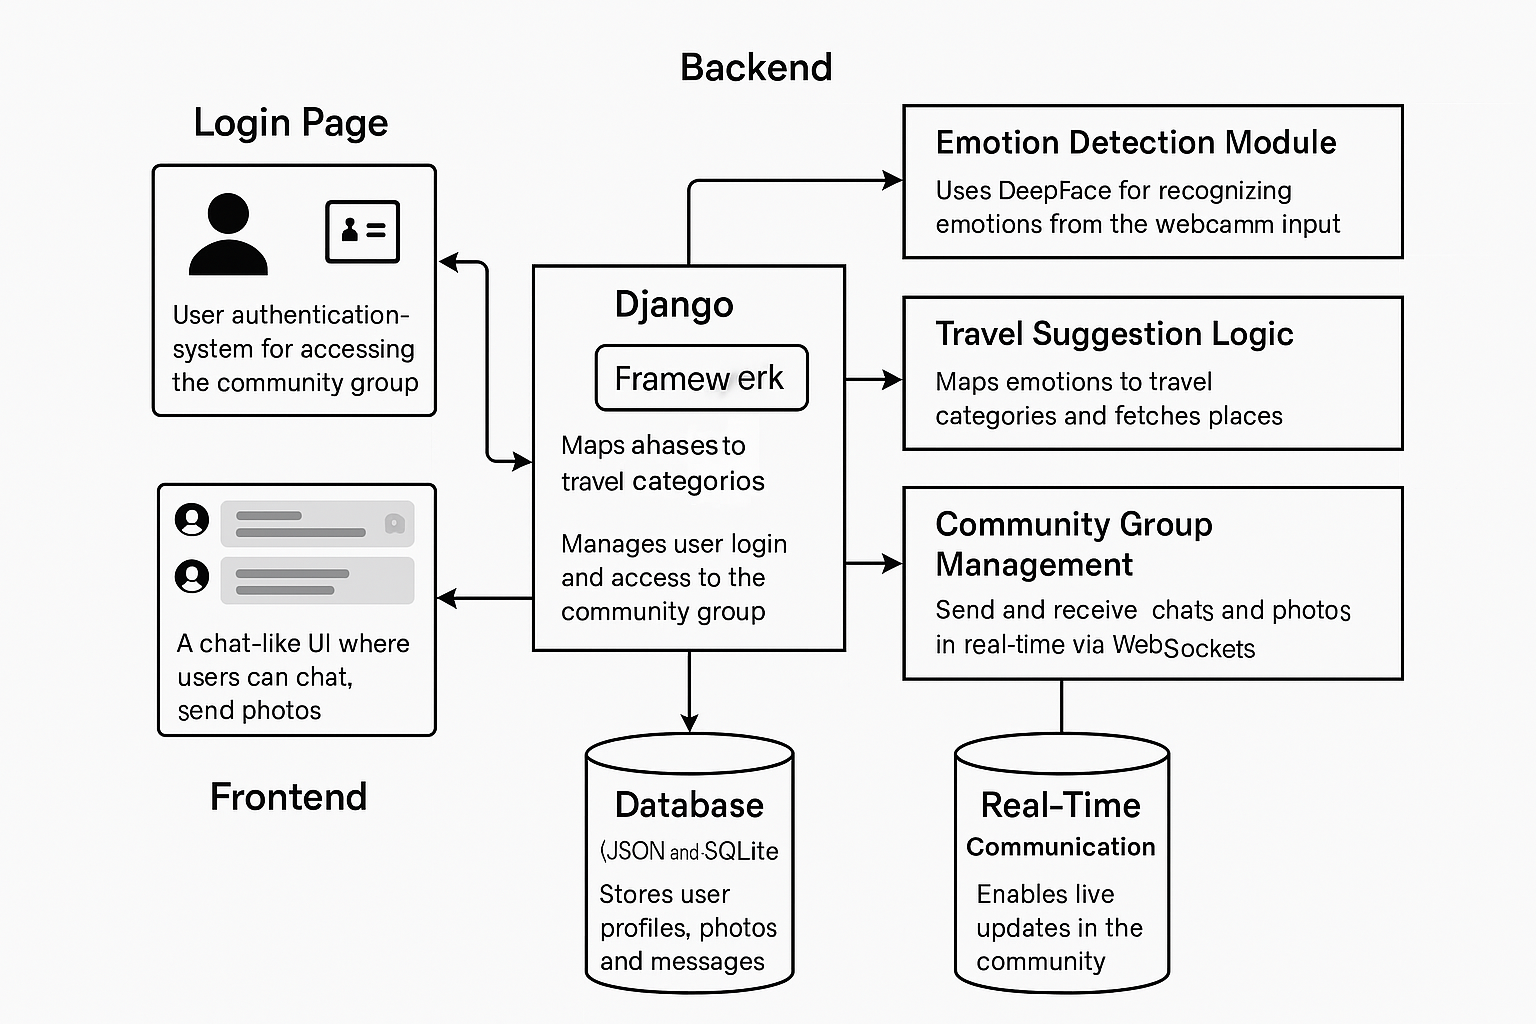 Backend
Login Page
User authentication-
system for accessing
the community group
A chat-like UI where
users can chat,
send photos
Frontend
Django
Framew erk
Maps ahases to
travel categorios
Manages user login
and access to the
community group
Emotion Detection Module
Uses DeepFace for recognizing
emotions from the webcamm input
Travel Suggestion Logic
Maps emotions to travel
categories and fetches places
Community Group
Management
Send and receive chats and photos
in real-time via WebSockets
Database
(JSON and-SQLite
Stores user
profiles, photos
and messages
Real-Time
Communication
Enables live
updates in the
community